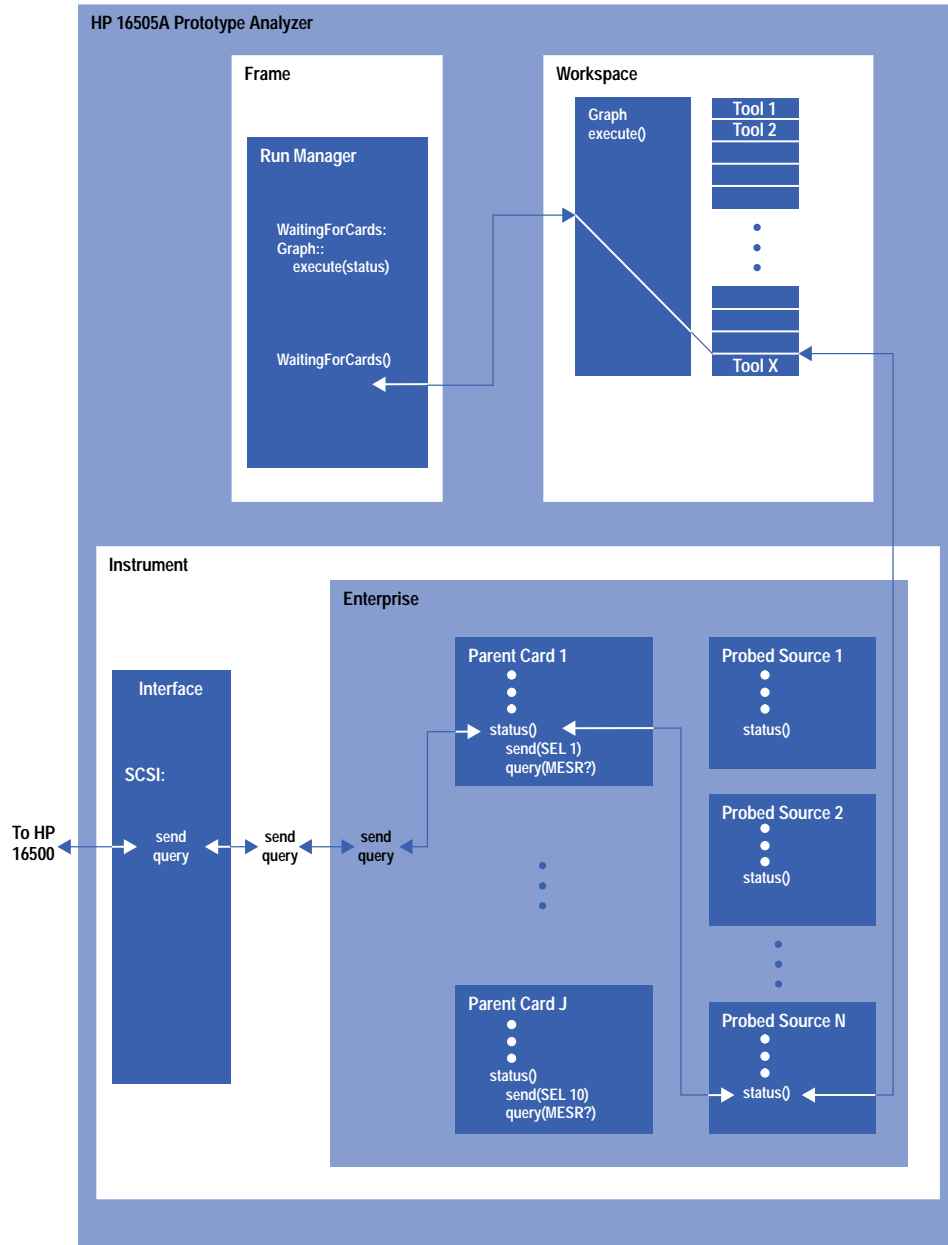 HP 16505A Prototype Analyzer
Frame
Run Manager
WaitingForCards:
Graph::
execute(status)
WaitingForCards()
Workspace
Graph
execute()
Tool 1
Tool 2
Tool X
Instrument
Enterprise
Interface
SCSI:
To HP
16500
send
query
send
query
send
query
Parent Card 1
status()
send(SEL 1)
query(MESR?)
Parent Card J
status()
send(SEL 10)
query(MESR?)
Probed Source 1
status()
Probed Source 2
status()
Probed Source N
status()